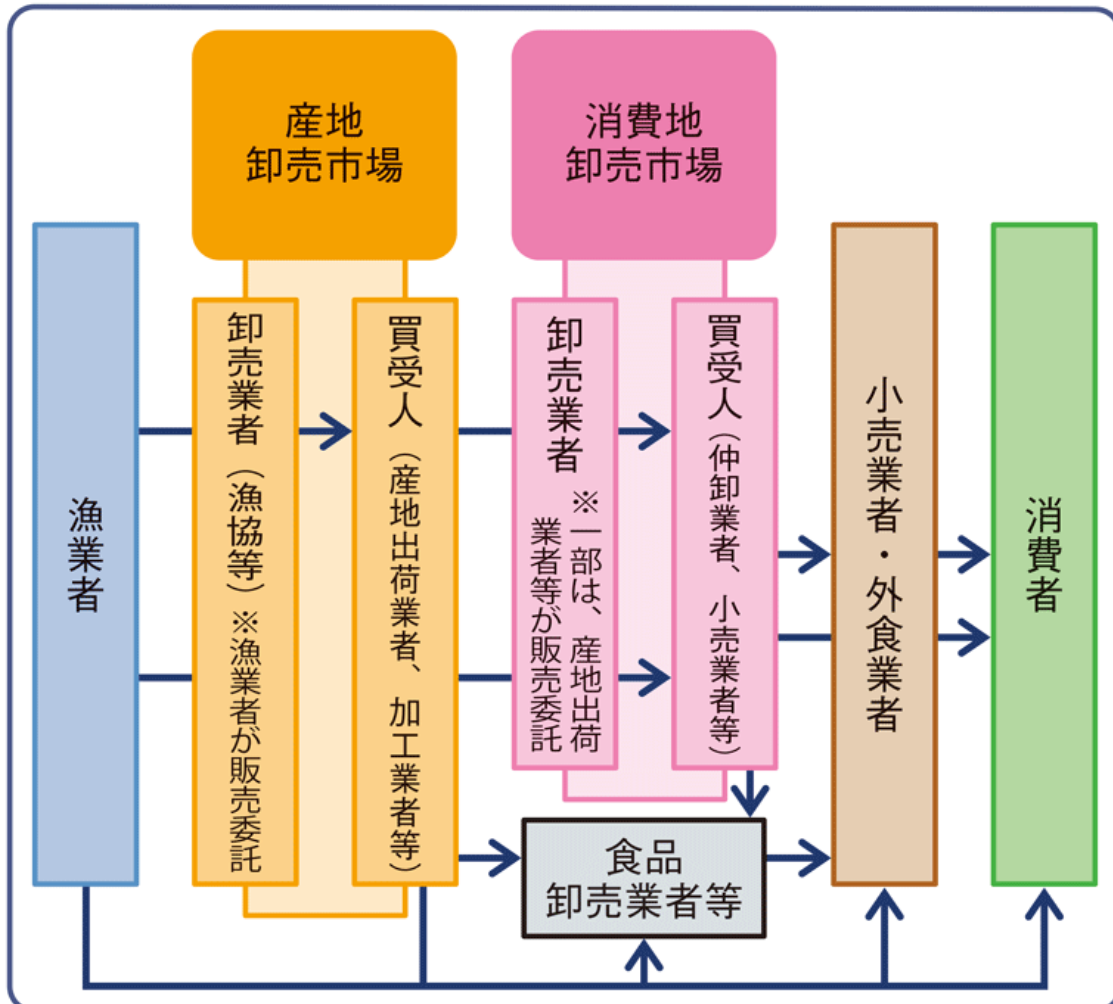 産地
卸売市場
消費地
卸売市場
漁業者
卸売業者（漁協等）※漁業者が販売委託
買受人（産地出荷業者、加工業者等）
卸売業者
※一部は、産地出荷
業者等が販売委託
買受人（仲卸業者、小売業者等）
小売業者・外食業者
消費者
食品
卸売業者等